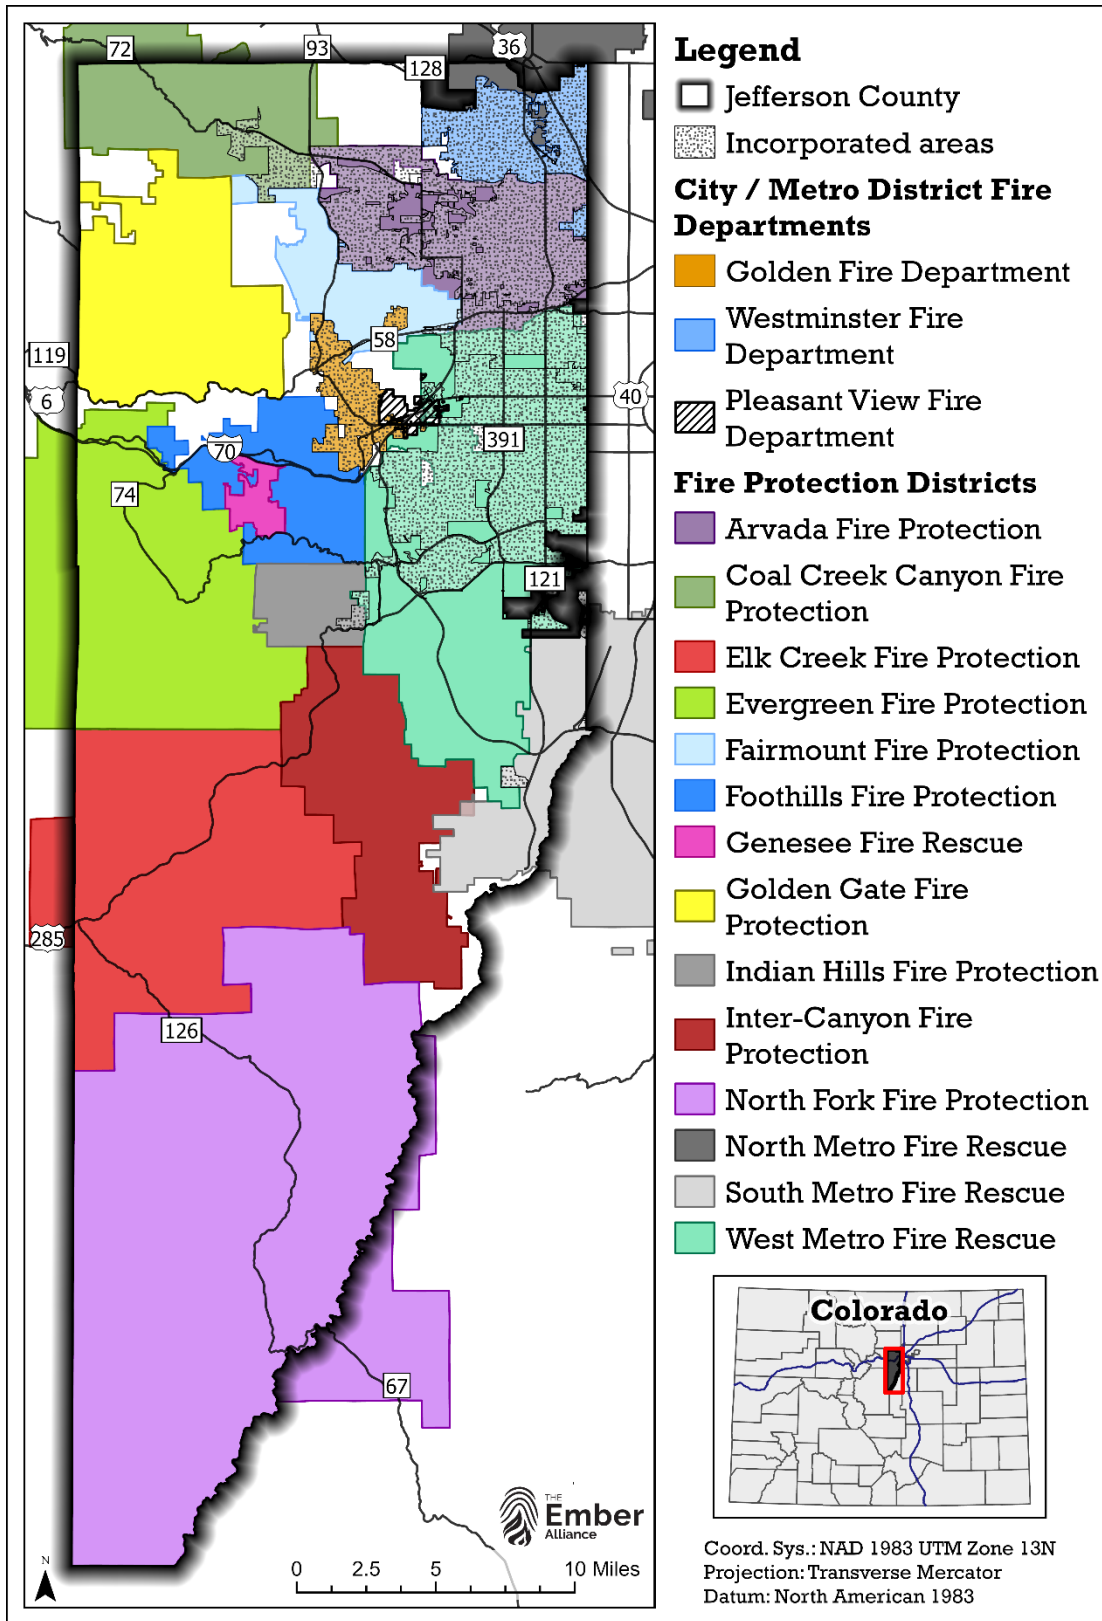 72
93
36
128
58
119
6
40
391
70
74
121
285
126
67
THE
Ember
Alliance
N
0 2.5 5 10 Miles
Legend
Jefferson County
Incorporated areas
City / Metro District Fire
Departments
Golden Fire Department
Westminster Fire
Department
Pleasant View Fire
Department
Fire Protection Districts
Arvada Fire Protection
Coal Creek Canyon Fire
Protection
Elk Creek Fire Protection
Evergreen Fire Protection
Fairmount Fire Protection
Foothills Fire Protection
Genesee Fire Rescue
Golden Gate Fire
Protection
Indian Hills Fire Protection
Inter-Canyon Fire
Protection
North Fork Fire Protection
North Metro Fire Rescue
South Metro Fire Rescue
West Metro Fire Rescue
Colorado
Coord. Sys.: NAD 1983 UTM Zone 13N
Projection: Transverse Mercator
Datum: North American 1983